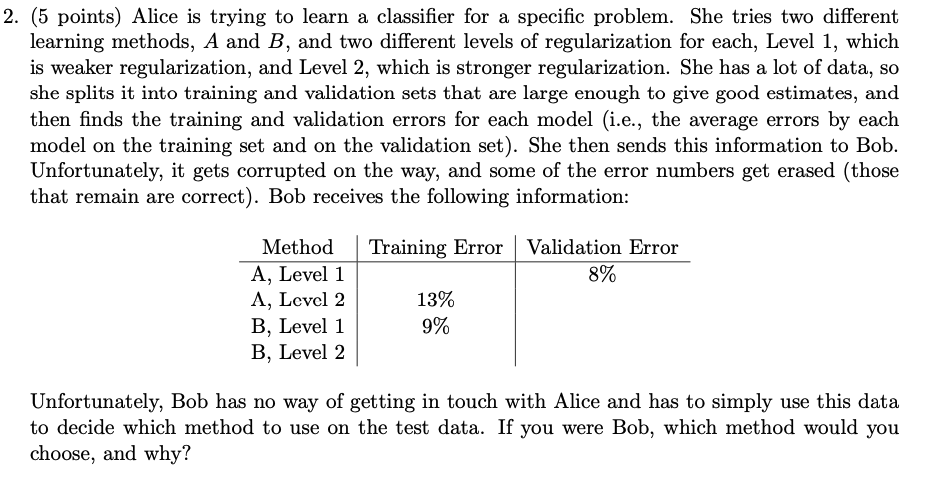 2. (5 points) Alice is trying to learn a classifier for a specific problem. She tries two different
learning methods, A and B, and two different levels of regularization for each, Level 1, which
is weaker regularization, and Level 2, which is stronger regularization. She has a lot of data, so
she splits it into training and validation sets that are large enough to give good estimates, and
then finds the training and validation errors for each model (i.e., the average errors by each
model on the training set and on the validation set). She then sends this information to Bob.
Unfortunately, it gets corrupted on the way, and some of the error numbers get erased (those
that remain are correct). Bob receives the following information:
Method Training Error Validation Error
A, Level 1 8%
A, Level 2 13%
B, Level 1 9%
B, Level 2
Unfortunately, Bob has no way of getting in touch with Alice and has to simply use this data
to decide which method to use on the test data. If you were Bob, which method would you
choose, and why?